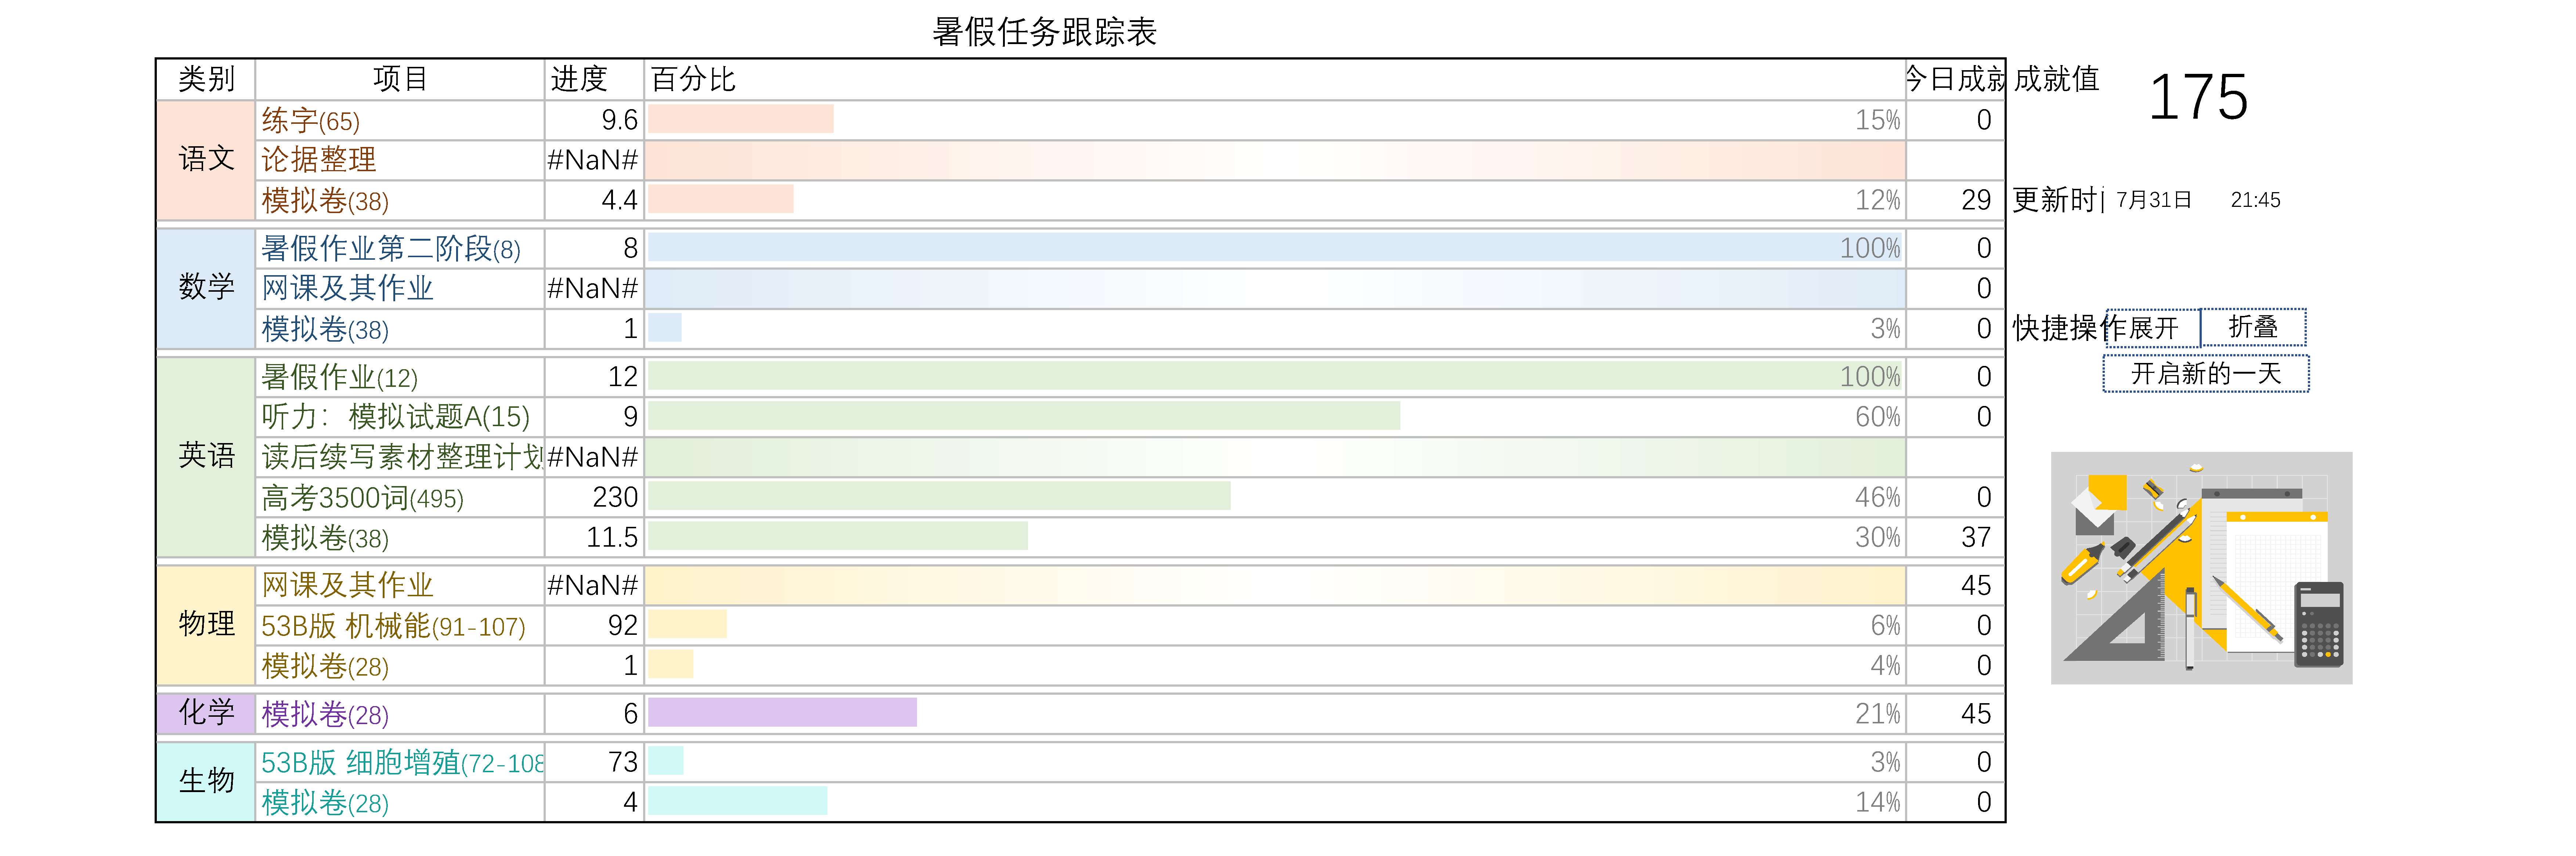 暑假任务跟踪表
类别 项目 进度 百分比 今日成就 成就值 175
语文 练字(65) 9.6 15% 0
论据整理 #NaN#
模拟卷(38) 4.4 12% 29 更新时 7月31日 21:45
数学 暑假作业第二阶段(8) 8 100% 0
网课及其作业 #NaN# 0
模拟卷(38) 1 3% 0 快捷操作 展开 折叠
英语 暑假作业(12) 12 100% 0 开启新的一天
听力：模拟试题A(15) 9 60% 0
读后续写素材整理计划 #NaN#
高考3500词(495) 230 46% 0
模拟卷(38) 11.5 30% 37
物理 网课及其作业 #NaN# 45
53B版 机械能(91-107) 92 6% 0
模拟卷(28) 1 4% 0
化学 模拟卷(28) 6 21% 45
生物 53B版 细胞增殖(72-108 73 3% 0
模拟卷(28) 4 14% 0